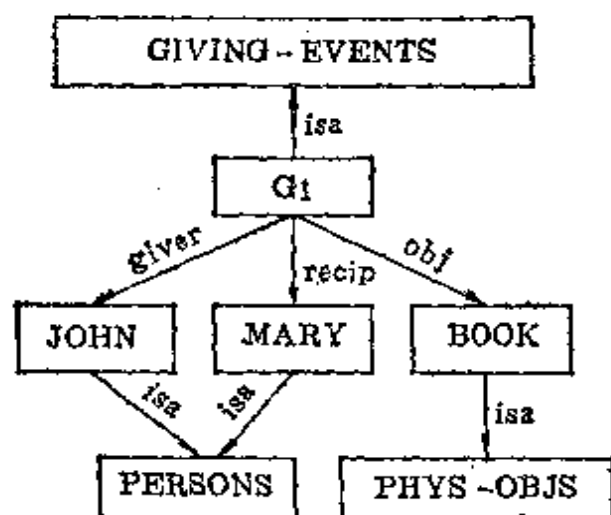 GIVING-EVENTS
isa
G1
giver recip obj
JOHN MARY BOOK
isa isa isa
PERSONS PHYS-OBJS